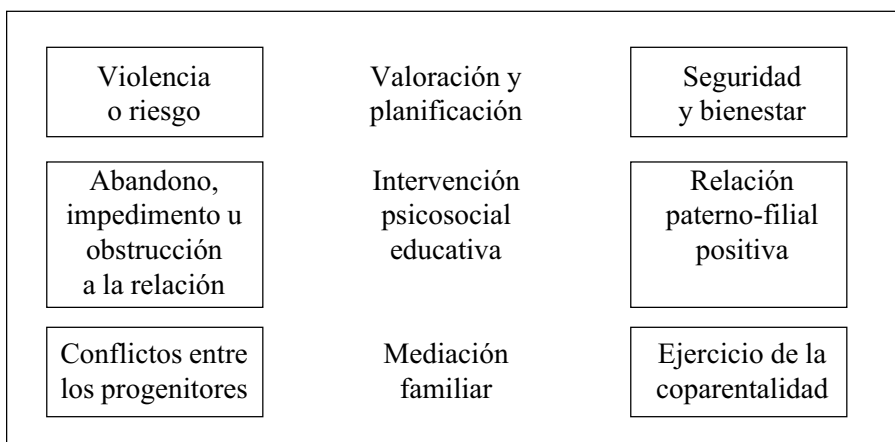 Violencia
o riesgo
Valoración y
planificación
Seguridad
y bienestar
Abandono,
impedimento u
obstrucción
a la relación
Intervención
psicosocial
educativa
Relación
paterno-filial
positiva
Conflictos entre
los progenitores
Mediación
familiar
Ejercicio de la
coparentalidad